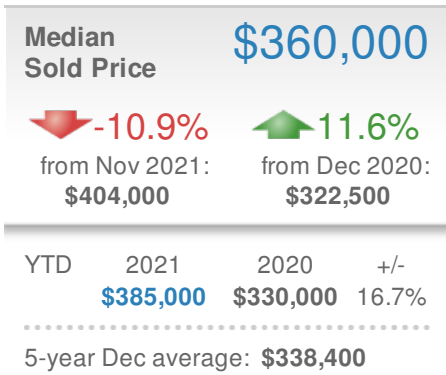 Median
Sold Price
$360,000
-10.9%
from Nov 2021:
$404,000
11.6%
from Dec 2020:
$322,500
YTD 2021 2020 +/-
$385,000 $330,000 16.7%
5-year Dec average: $338,400